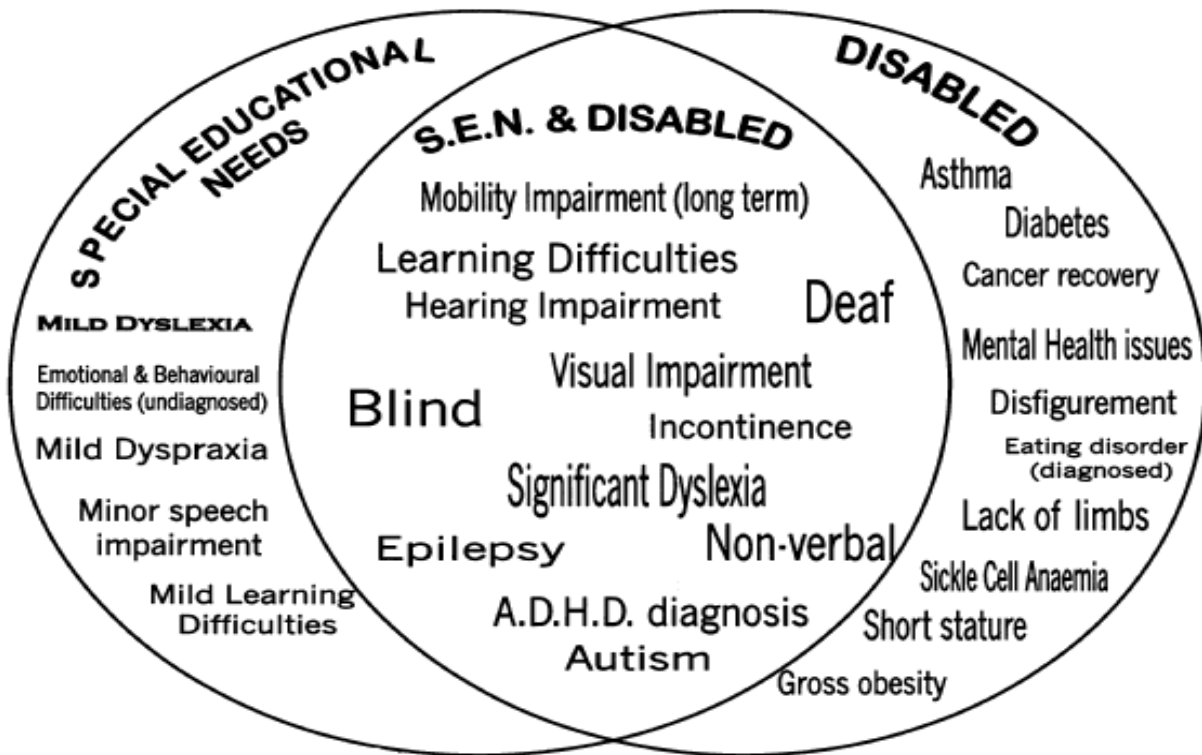 SPECIAL EDUCATIONAL
NEEDS
MILD DYSLEXIA
Emotional & Behavioural
Difficulties (undiagnosed)
Mild Dyspraxia
Minor speech
impairment
Mild Learning
Difficulties
S.E.N. & DISABLED
Mobility Impairment (long term)
Learning Difficulties
Hearing Impairment
Deaf
Visual Impairment
Blind
Incontinence
Significant Dyslexia
Epilepsy
Non-verbal
A.D.H.D. diagnosis
Autism
DISABLED
Asthma
Diabetes
Cancer recovery
Mental Health issues
Disfigurement
Eating disorder
(diagnosed)
Lack of limbs
Sickle Cell Anaemia
Short stature
Gross obesity